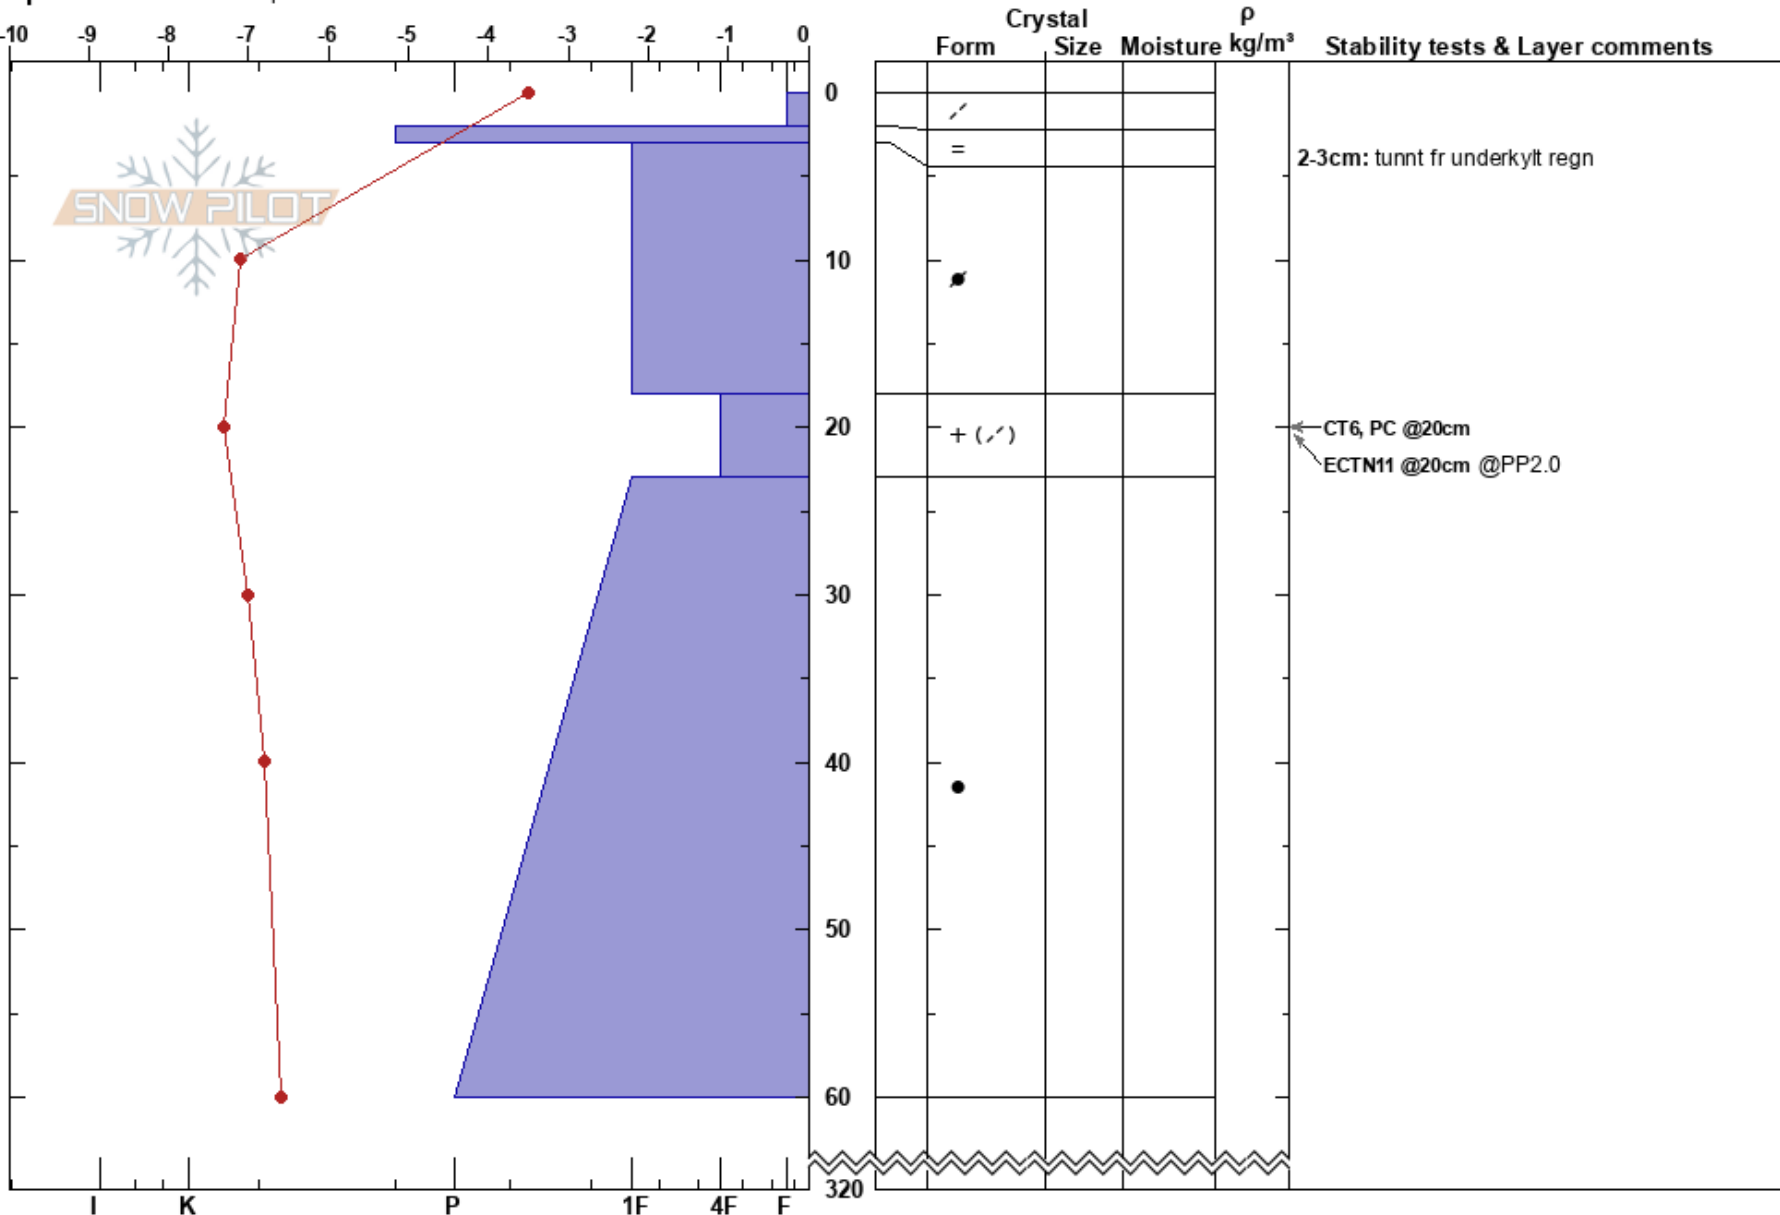 -10 -9 -8 -7 -6 -5 -4 -3 -2 -1 0
Crystal
Form Size Moisture
ρ
kg/m³
Stability tests & Layer comments
SNOW PILOT
0
10
20
30
40
50
60
320
=
+ ( )
2-3cm: tunnt fr underkylt regn
CT6, PC @20cm
ECTN11 @20cm @PP2.0
I K P 1F 4F F